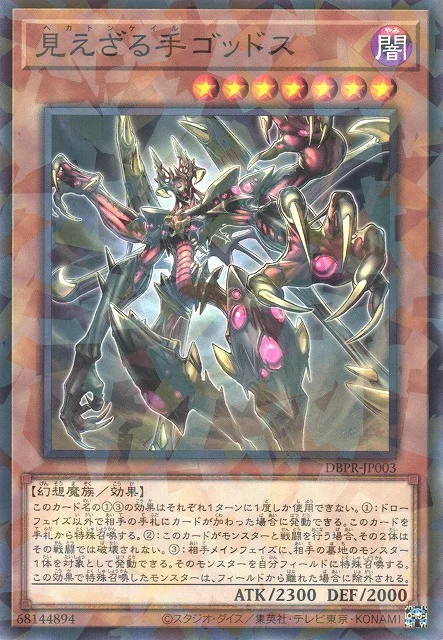 ヘカトンケイル
見えざる手ゴッドス
やみ
闇
DBPR-JP003
【幻想魔族／効果】
このカード名の①③の効果はそれぞれ1ターンに1度しか使用できない。①：ドロー
フェイズ以外で相手の手札にカードが加わった場合に発動できる。このカードを
手札から特殊召喚する。②：このカードがモンスターと戦闘を行う場合、その2体は
その戦闘では破壊されない。③：相手メインフェイズに、相手の墓地のモンスター
1体を対象として発動できる。そのモンスターを自分フィールドに特殊召喚する。
この効果で特殊召喚したモンスターは、フィールドから離れた場合に除外される。
ATK/2300 DEF/2000
68144894
©スタジオ・ダイス／集英社・テレビ東京・KONAMI